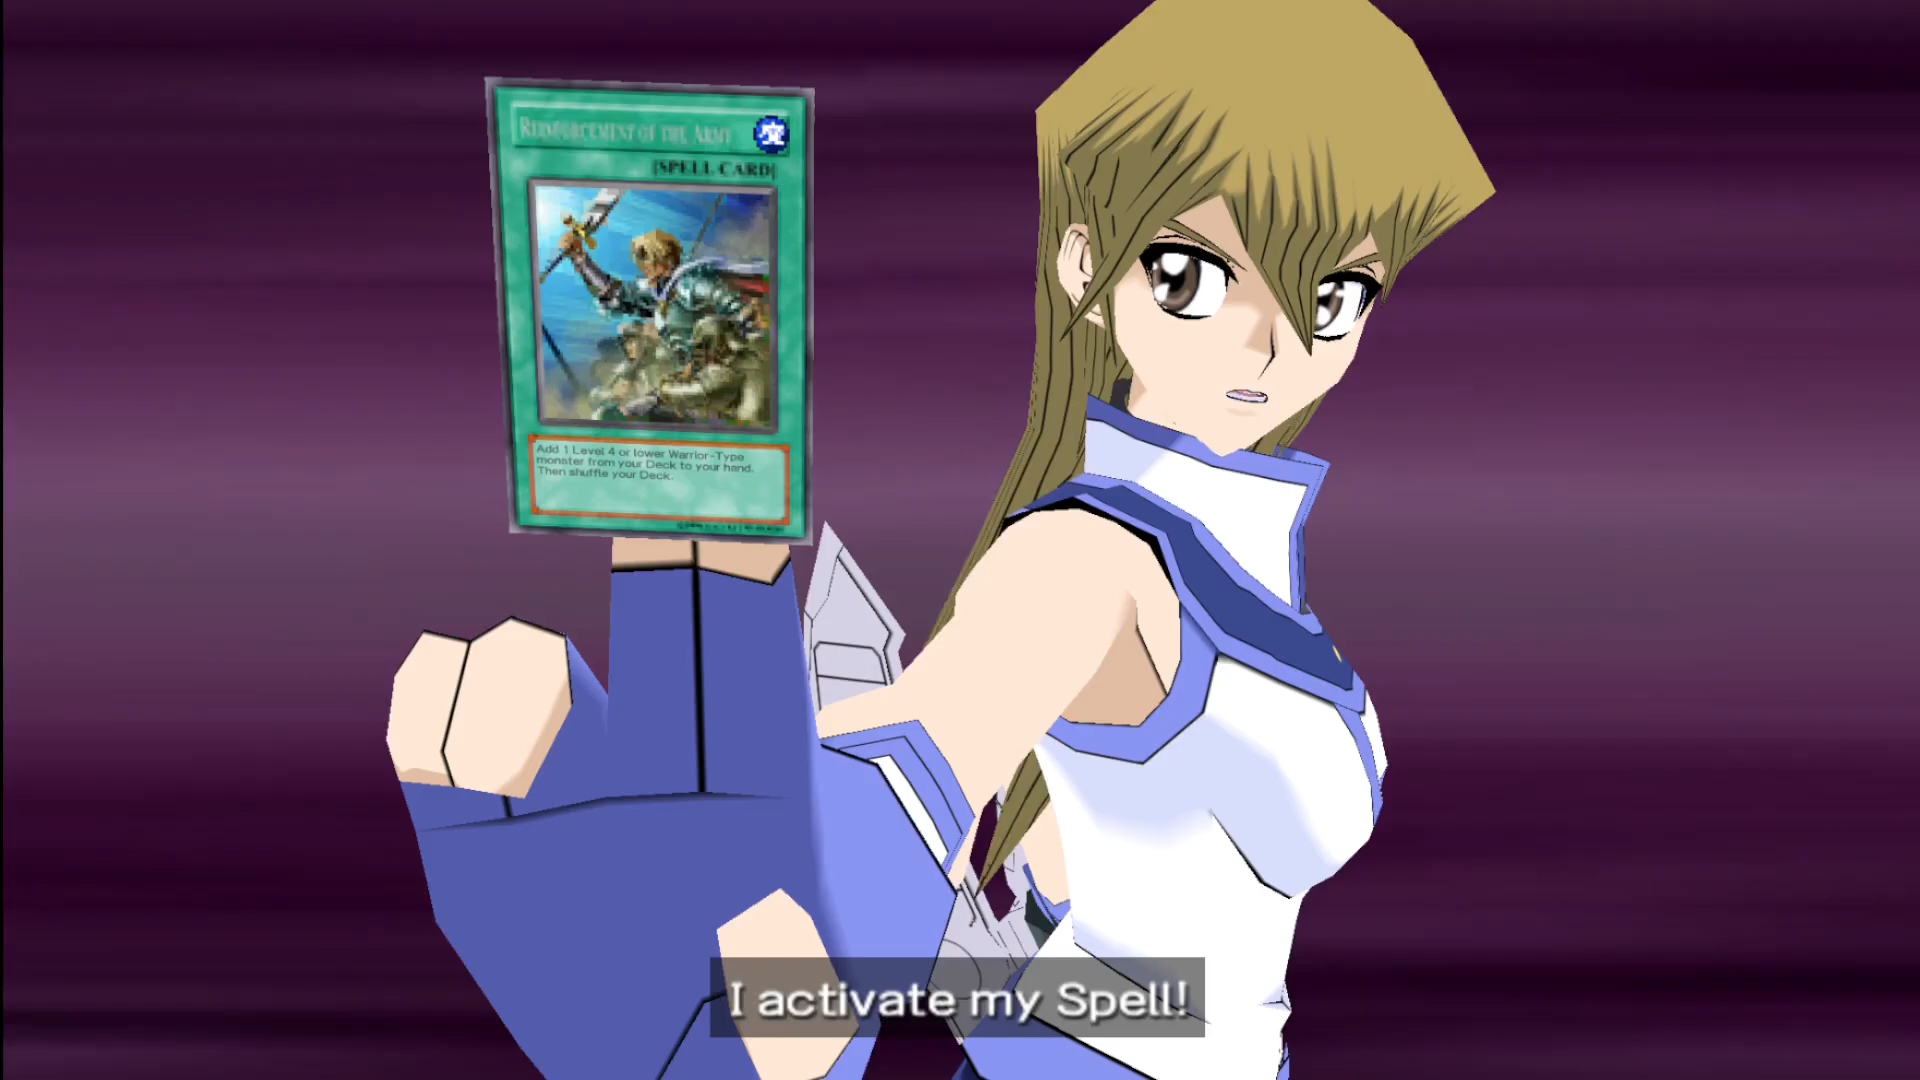 REINFORCEMENT OF THE ARMY
[SPELL CARD]
Add 1 Level 4 or lower Warrior-Type
monster from your Deck to your hand.
Then shuffle your Deck.
I activate my Spell!